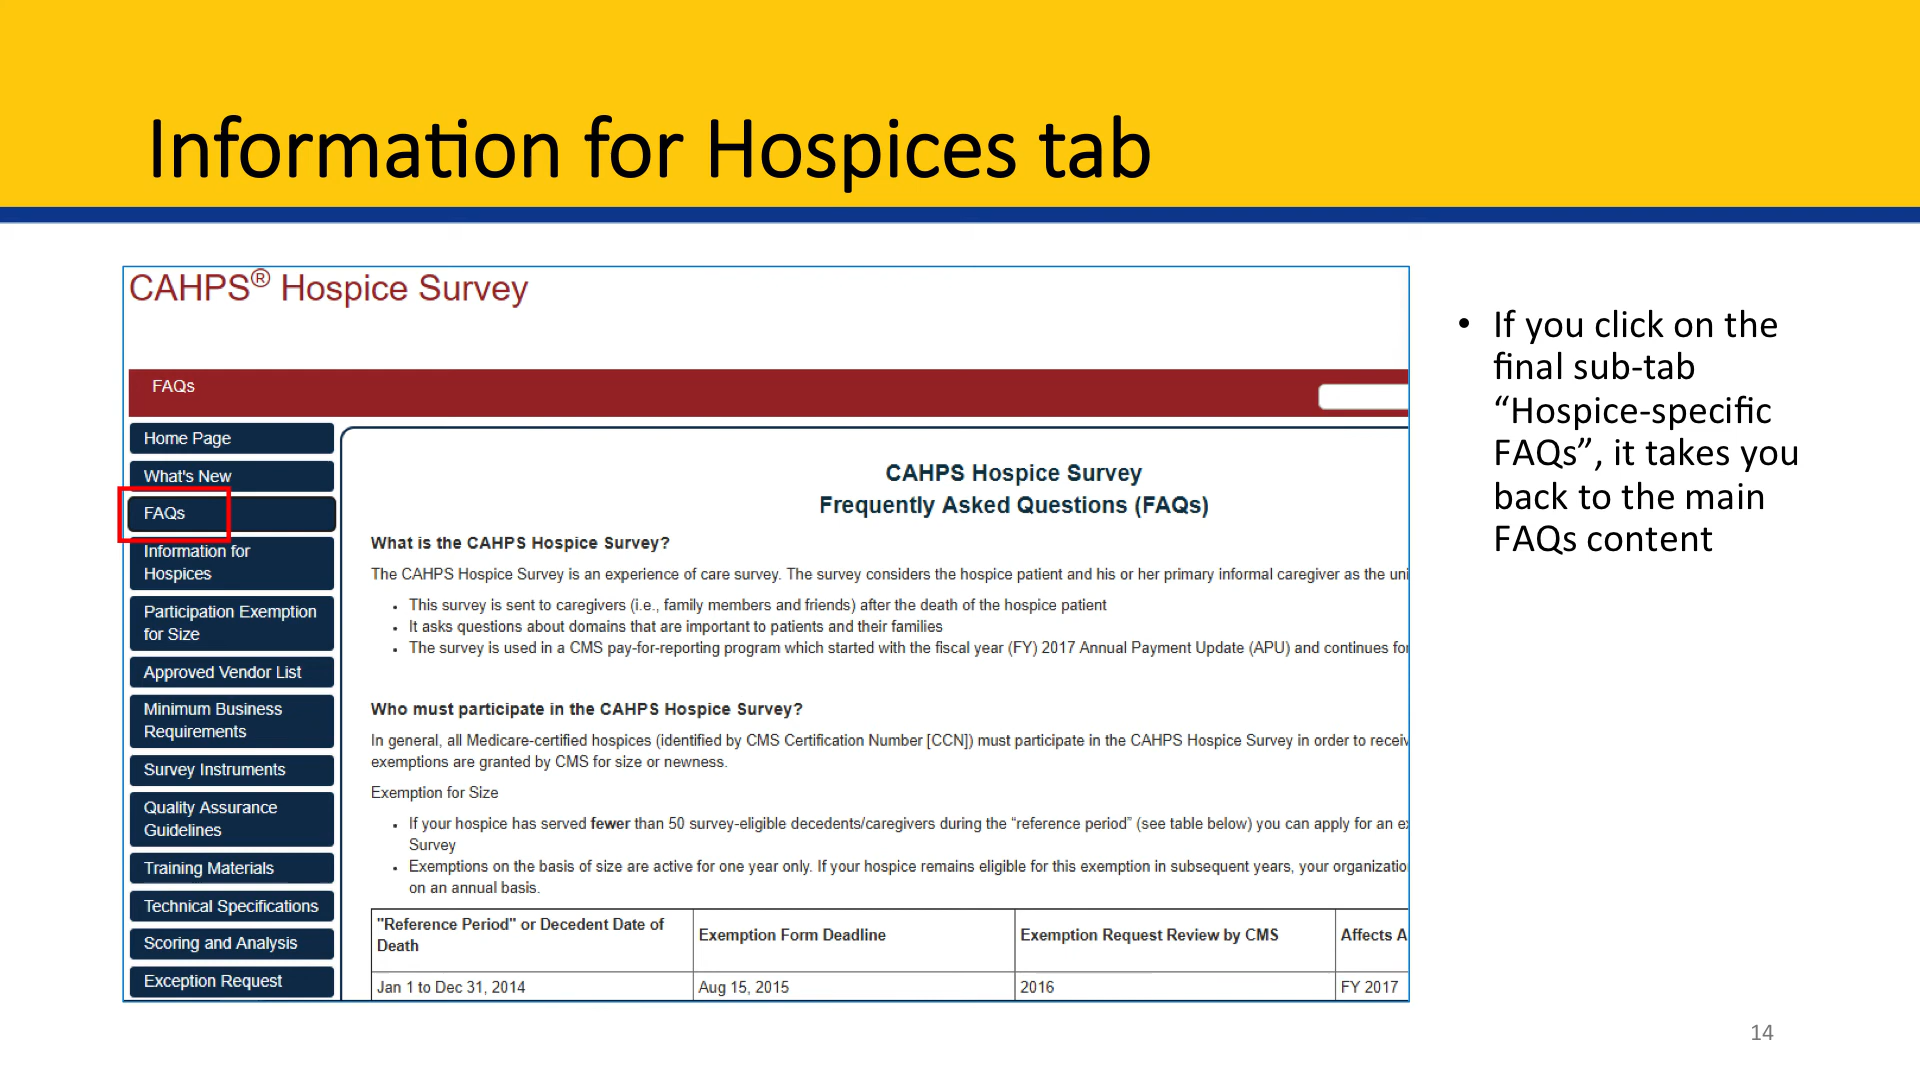 Information for Hospices tab
CAHPS® Hospice Survey
FAQs
Home Page
What's New
FAQs
Information for
Hospices
Participation Exemption
for Size
Approved Vendor List
Minimum Business
Requirements
Survey Instruments
Quality Assurance
Guidelines
Training Materials
Technical Specifications
Scoring and Analysis
Exception Request
CAHPS Hospice Survey
Frequently Asked Questions (FAQs)
What is the CAHPS Hospice Survey?
The CAHPS Hospice Survey is an experience of care survey. The survey considers the hospice patient and his or her primary informal caregiver as the uni
• This survey is sent to caregivers (i.e., family members and friends) after the death of the hospice patient
• It asks questions about domains that are important to patients and their families
• The survey is used in a CMS pay-for-reporting program which started with the fiscal year (FY) 2017 Annual Payment Update (APU) and continues for
Who must participate in the CAHPS Hospice Survey?
In general, all Medicare-certified hospices (identified by CMS Certification Number [CCN]) must participate in the CAHPS Hospice Survey in order to receiv
exemptions are granted by CMS for size or newness.
Exemption for Size
• If your hospice has served fewer than 50 survey-eligible decedents/caregivers during the “reference period” (see table below) you can apply for an ex
Survey
• Exemptions on the basis of size are active for one year only. If your hospice remains eligible for this exemption in subsequent years, your organizatio
on an annual basis.
"Reference Period" or Decedent Date of
Death
Exemption Form Deadline
Exemption Request Review by CMS
Affects A
Jan 1 to Dec 31, 2014
Aug 15, 2015
2016
FY 2017
• If you click on the
final sub-tab
“Hospice-specific
FAQs”, it takes you
back to the main
FAQs content
14